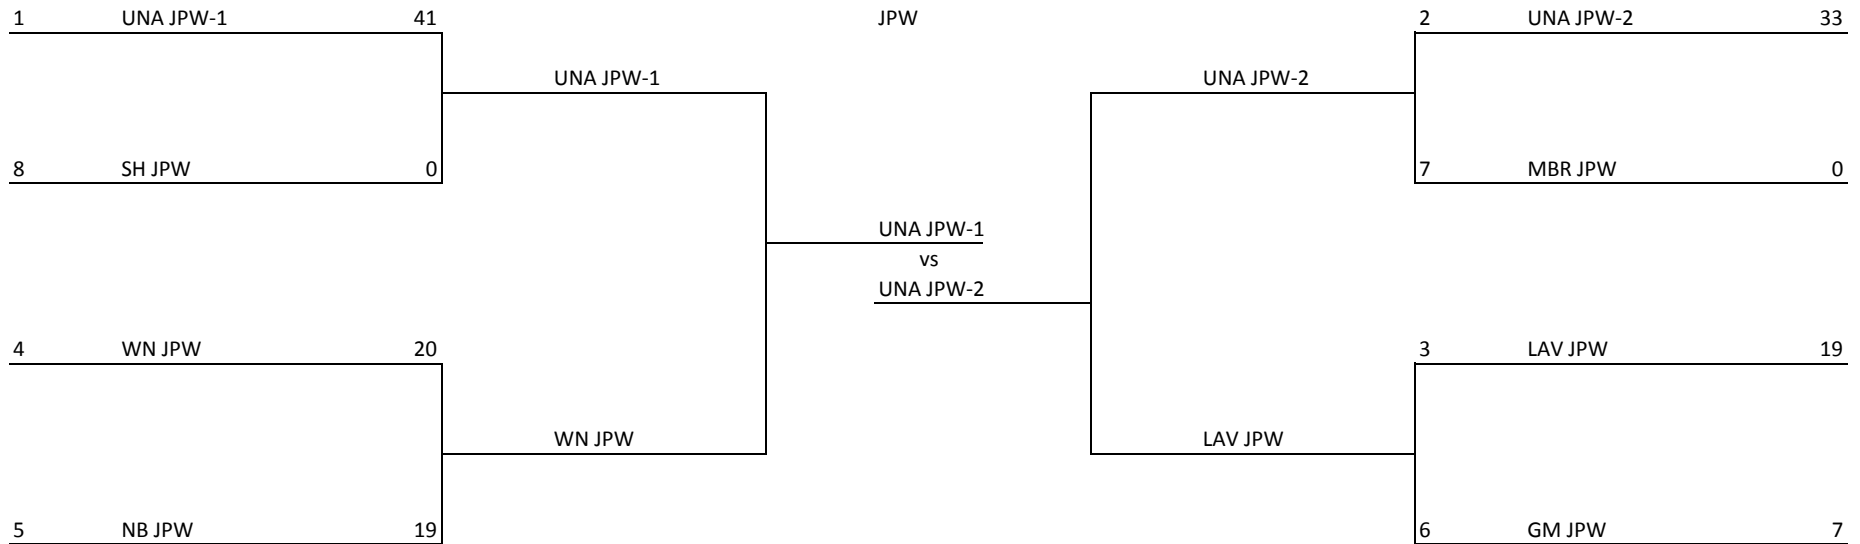 1 UNA JPW-1 41 JPW 2 UNA JPW-2 33
UNA JPW-1 UNA JPW-2
8 SH JPW 0 7 MBR JPW 0
UNA JPW-1
vs
UNA JPW-2
4 WN JPW 20 3 LAV JPW 19
WN JPW LAV JPW
5 NB JPW 19 6 GM JPW 7